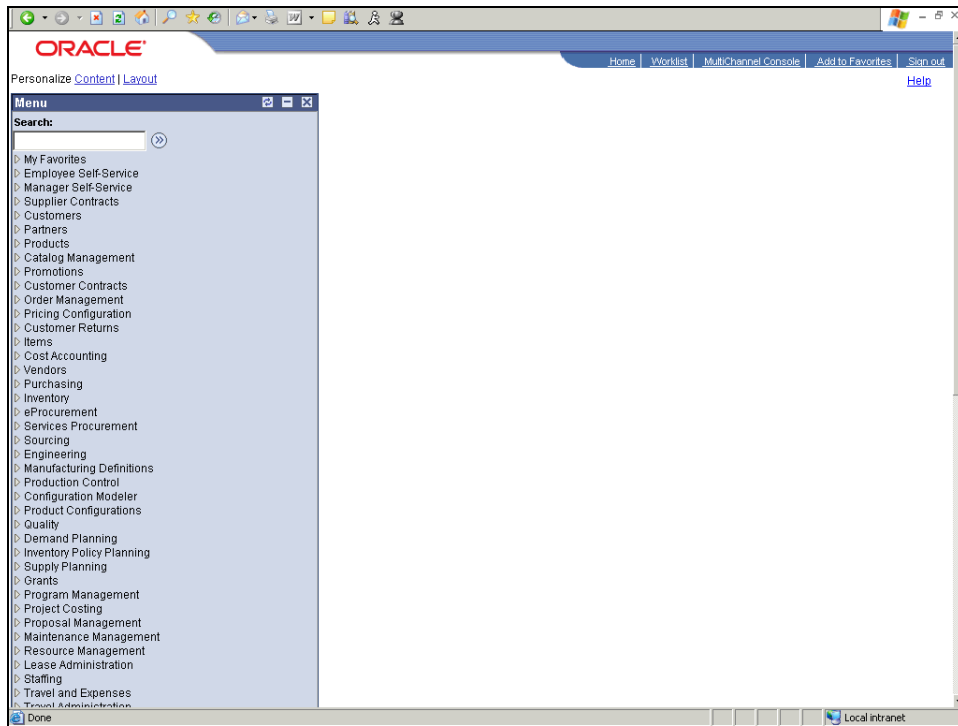 ORACLE
Home | Worklist | MultiChannel Console | Add to Favorites | Sign out
Personalize Content | Layout
Help
Menu
Search:
My Favorites
Employee Self-Service
Manager Self-Service
Supplier Contracts
Customers
Partners
Products
Catalog Management
Promotions
Customer Contracts
Order Management
Pricing Configuration
Customer Returns
Items
Cost Accounting
Vendors
Purchasing
Inventory
eProcurement
Services Procurement
Sourcing
Engineering
Manufacturing Definitions
Production Control
Configuration Modeler
Product Configurations
Quality
Demand Planning
Inventory Policy Planning
Supply Planning
Grants
Program Management
Project Costing
Proposal Management
Maintenance Management
Resource Management
Lease Administration
Staffing
Travel and Expenses
Travel Administration
Done
Local intranet